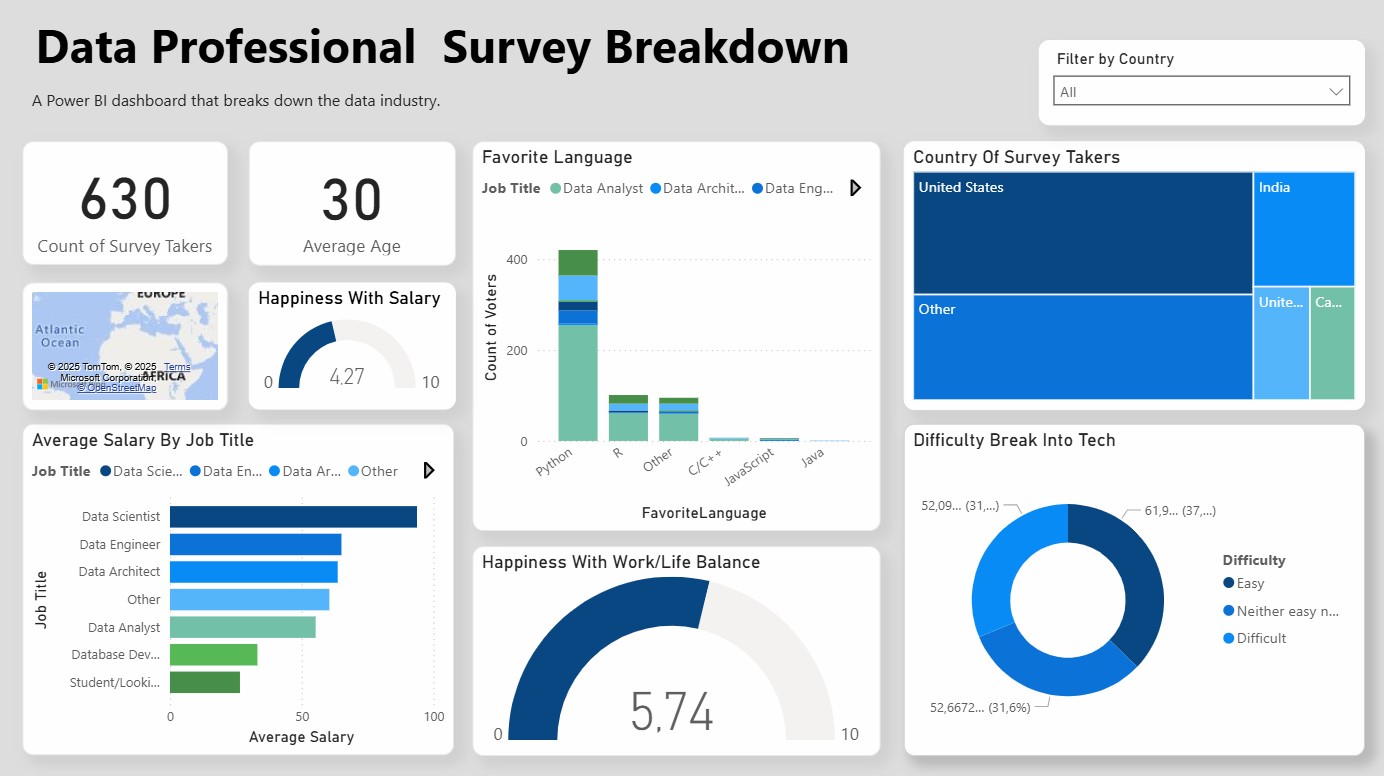 Data Professional  Survey Breakdown
A Power BI dashboard that breaks down the data industry.
Filter by Country
All
630
Count of Survey Takers
30
Average Age
EUROPE
Atlantic
Ocean
AFRICA
© 2025 TomTom, © 2025 Terms
Microsoft Corporation,
© OpenStreetMap
Happiness With Salary
0
4,27
10
Favorite Language
Job Title Data Analyst Data Archit... Data Eng...
Count of Voters
400
200
0
Python
R
Other
C/C++
JavaScript
Java
FavoriteLanguage
Country Of Survey Takers
United States
India
Other
Unite...
Ca...
Average Salary By Job Title
Job Title Data Scie... Data En... Data Ar... Other
Job Title
Data Scientist
Data Engineer
Data Architect
Other
Data Analyst
Database Dev...
Student/Looki...
0 50 100
Average Salary
Happiness With Work/Life Balance
0
5,74
10
Difficulty Break Into Tech
52,09... (31,...)
61,9... (37,...)
52,6672... (31,6%)
Difficulty
Easy
Neither easy n...
Difficult